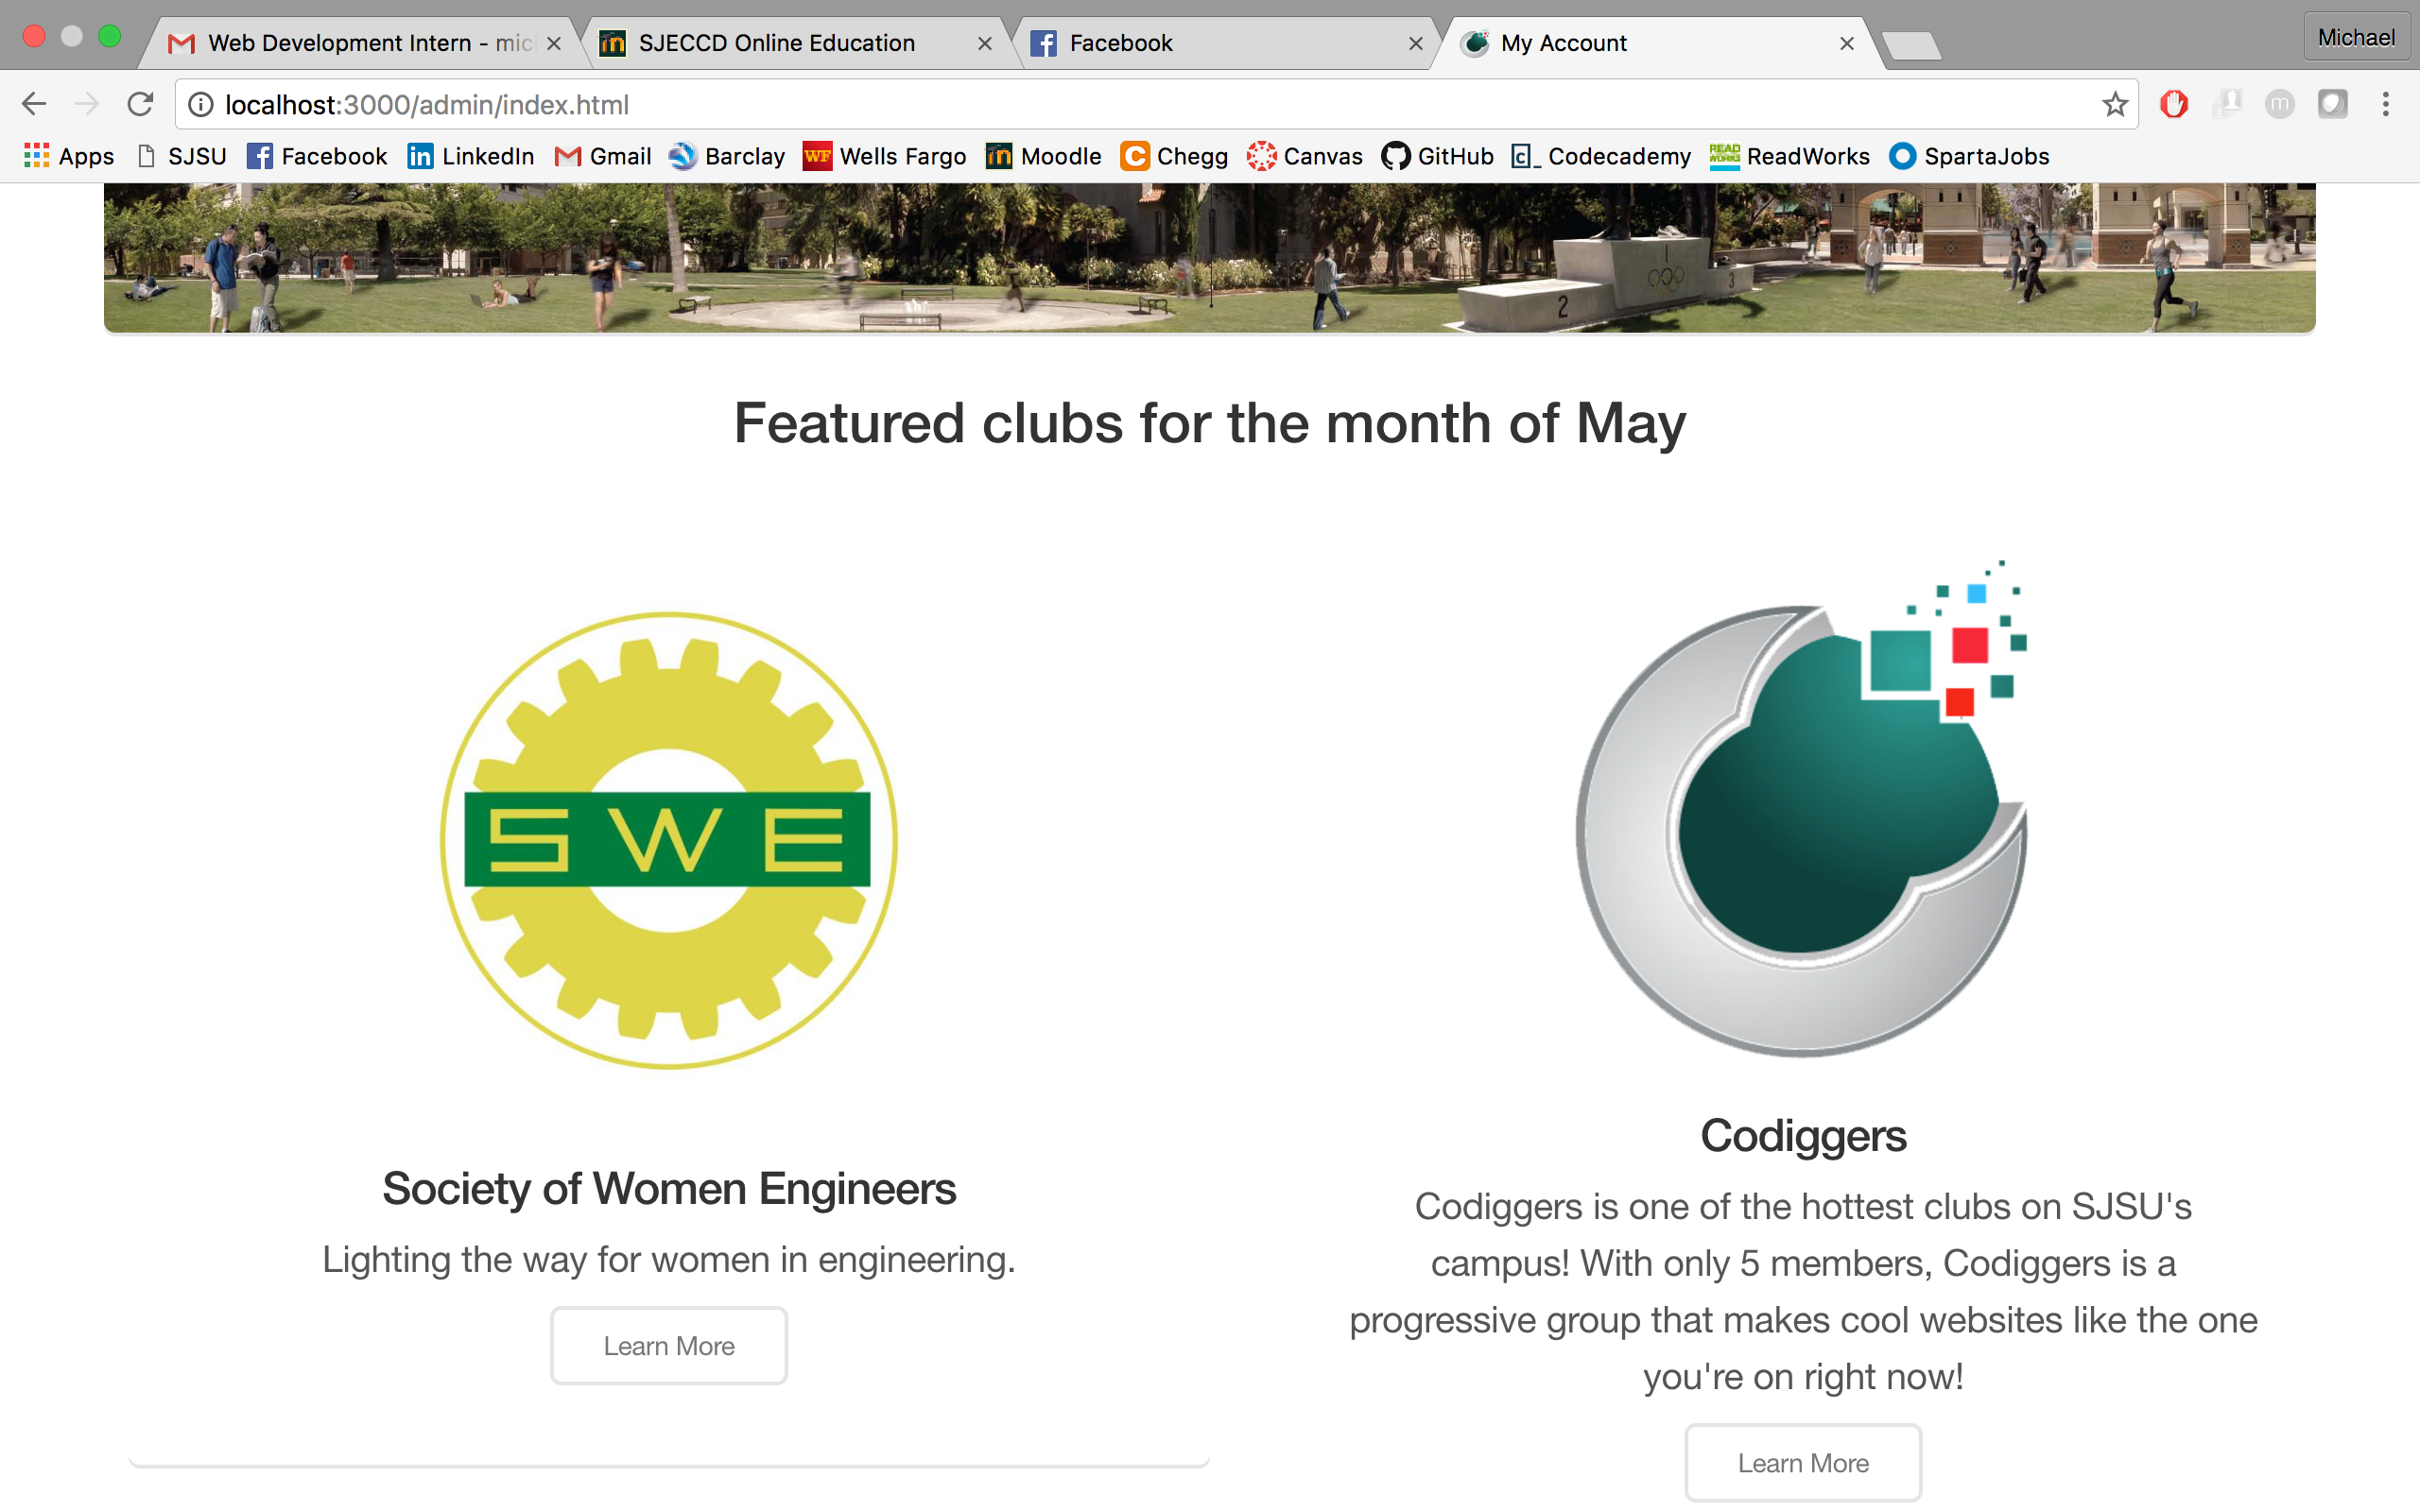 Web Development Intern - mic
SJECCD Online Education
Facebook
My Account
Michael
localhost:3000/admin/index.html
m
Apps
SJSU
Facebook
LinkedIn
Gmail
Barclay
WF Wells Fargo
Moodle
Chegg
Canvas
GitHub
Codecademy
READ WORKS ReadWorks
SpartaJobs
1
2
3
Featured clubs for the month of May
SWE
Society of Women Engineers
Lighting the way for women in engineering.
Learn More
Codiggers
Codiggers is one of the hottest clubs on SJSU's
campus! With only 5 members, Codiggers is a
progressive group that makes cool websites like the one
you're on right now!
Learn More